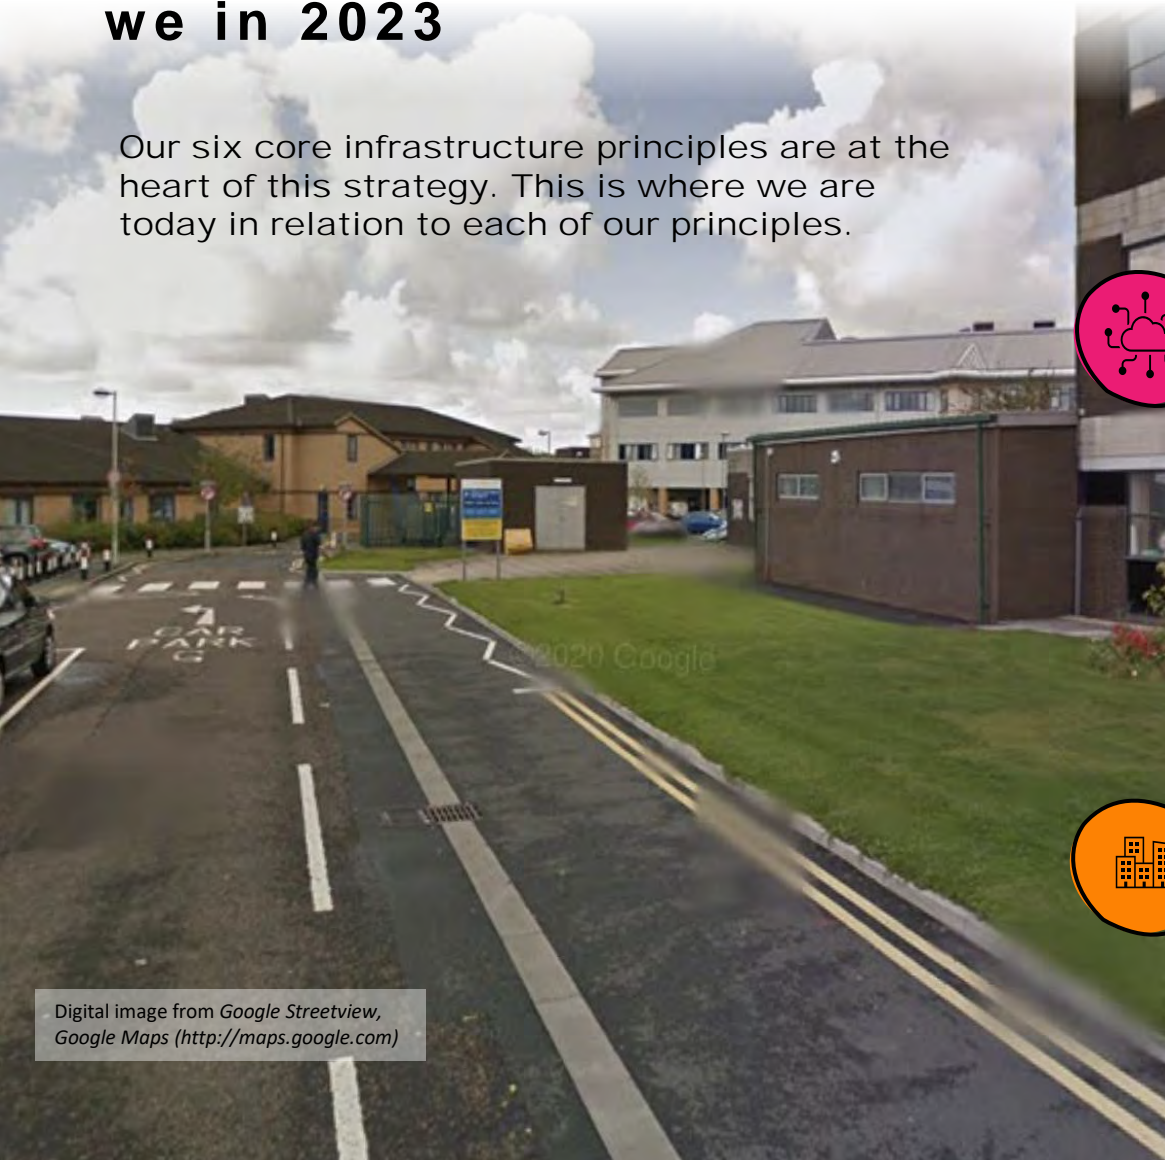 we in 2023
Our six core infrastructure principles are at the
heart of this strategy. This is where we are
today in relation to each of our principles.
CAR
PARK
G
©2020 Google
Digital image from Google Streetview,
Google Maps (http://maps.google.com)